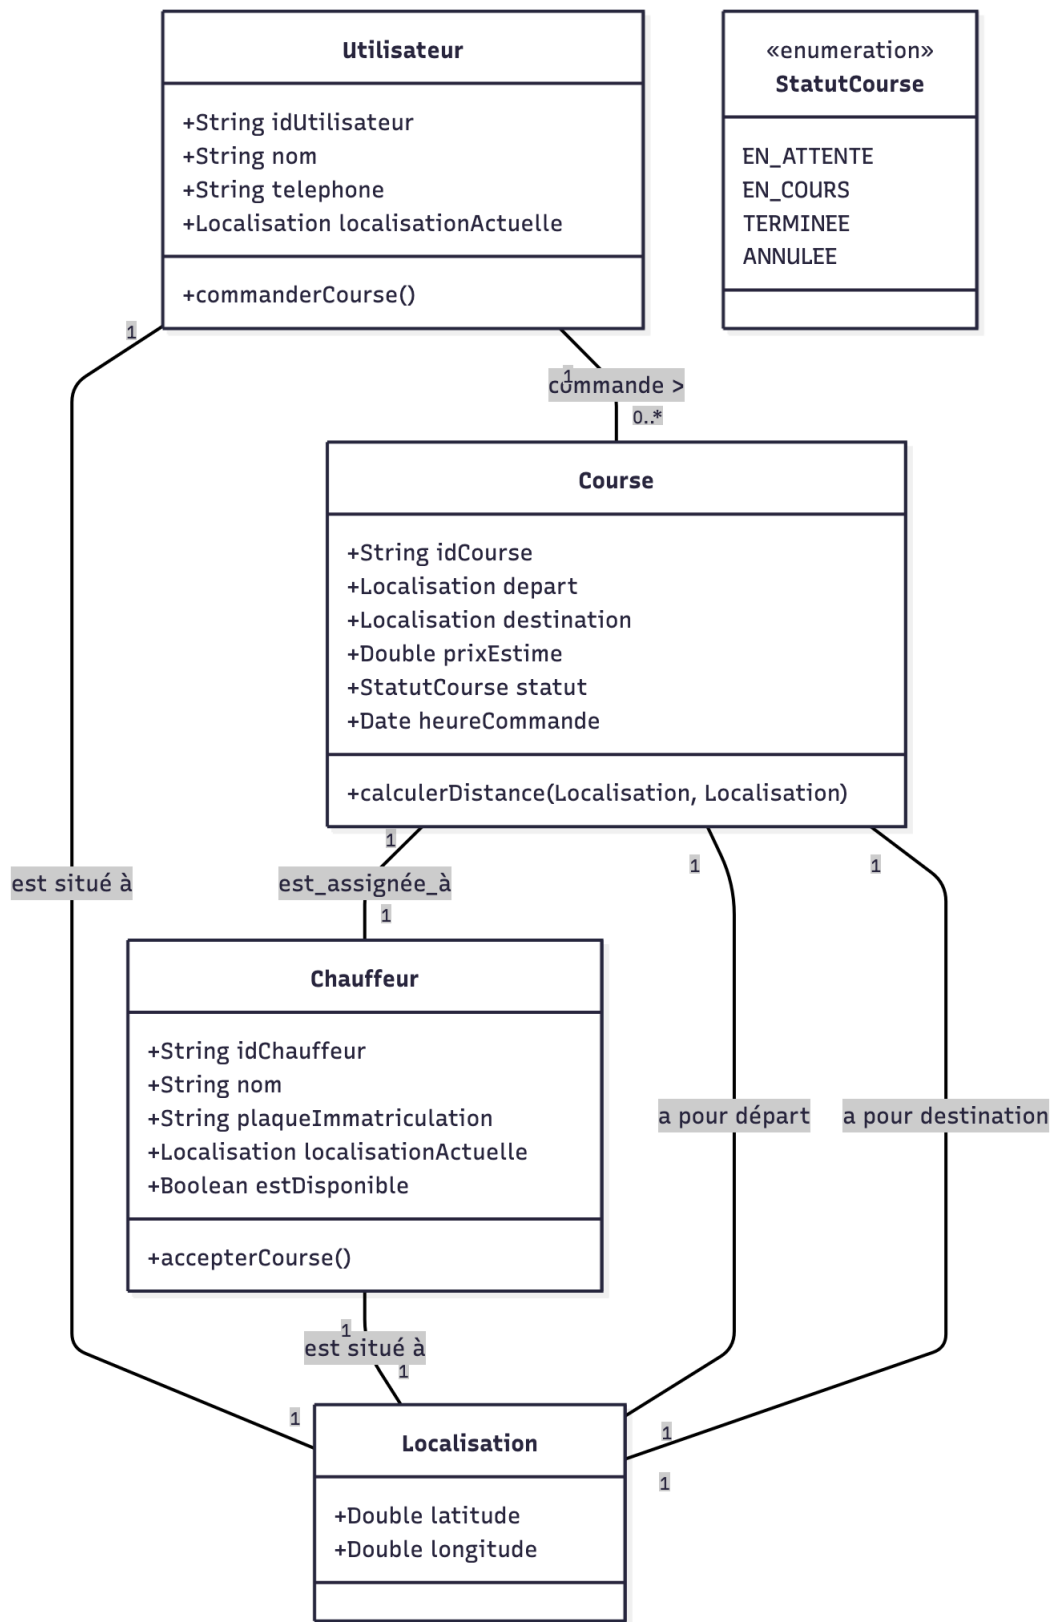 Utilisateur
+String idUtilisateur
+String nom
+String telephone
+Localisation localisationActuelle
+commanderCourse()
«enumeration»
StatutCourse
EN_ATTENTE
EN_COURS
TERMINEE
ANNULEE
1
1
commande >
0..*
Course
+String idCourse
+Localisation depart
+Localisation destination
+Double prixEstime
+StatutCourse statut
+Date heureCommande
+calculerDistance(Localisation, Localisation)
1
1
1
est situé à
est_assignée_à
1
Chauffeur
+String idChauffeur
+String nom
+String plaqueImmatriculation
+Localisation localisationActuelle
+Boolean estDisponible
+accepterCourse()
a pour départ
a pour destination
1
est situé à
1
1
1
1
Localisation
+Double latitude
+Double longitude